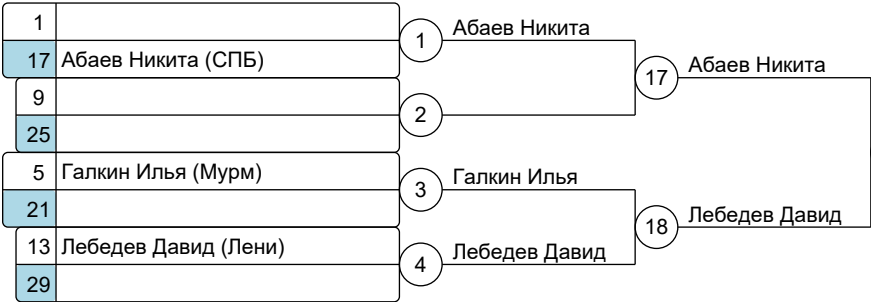 1
17 Абаев Никита (СПБ)
1 Абаев Никита
9
25
2
17 Абаев Никита
5 Галкин Илья (Мурм)
21
3 Галкин Илья
13 Лебедев Давид (Лени)
29
4 Лебедев Давид
18 Лебедев Давид